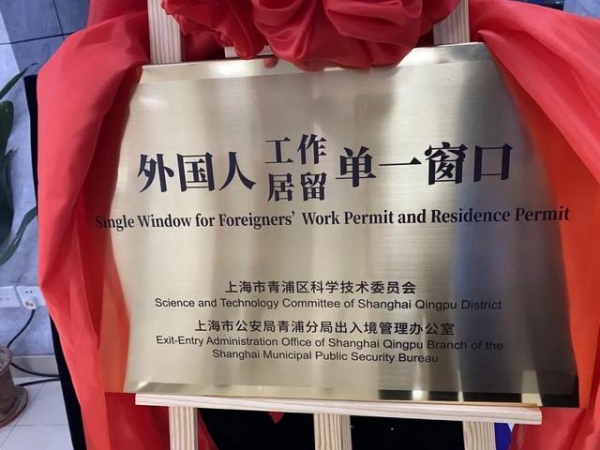 外国人工作居留单一窗口
Single Window for Foreigners' Work Permit and Residence Permit
上海市青浦区科学技术委员会
Science and Technology Committee of Shanghai Qingpu District
上海市公安局青浦分局出入境管理办公室
Exit-Entry Administration Office of Shanghai Qingpu Branch of the
Shanghai Municipal Public Security Bureau